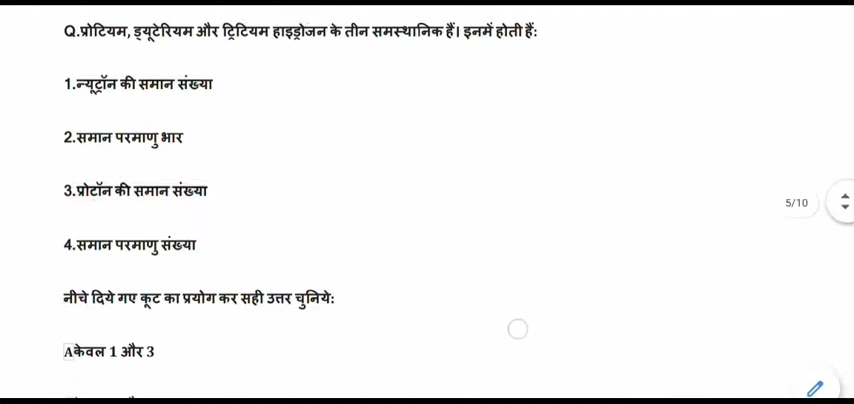 Q.प्रोटियम, ड्यूटेरियम और ट्रिटियम हाइड्रोजन के तीन समस्थानिक हैं। इनमें होती हैं:
1.न्यूट्रॉन की समान संख्या
2.समान परमाणु भार
3.प्रोटॉन की समान संख्या
5/10
4.समान परमाणु संख्या
नीचे दिये गए कूट का प्रयोग कर सही उत्तर चुनिये:
Aकेवल 1 और 3